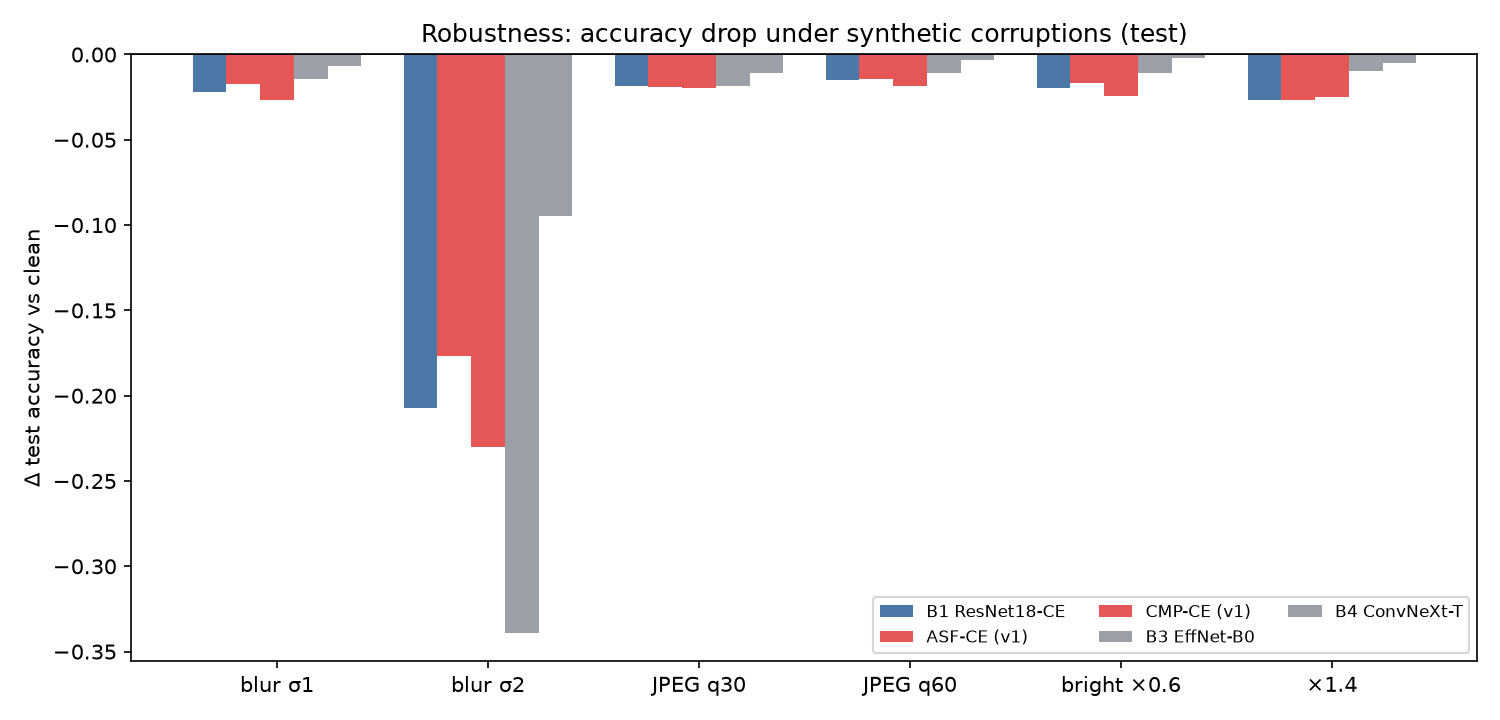 Robustness: accuracy drop under synthetic corruptions (test)
Δ test accuracy vs clean
0.00
−0.05
−0.10
−0.15
−0.20
−0.25
−0.30
−0.35
B1 ResNet18-CE
ASF-CE (v1)
CMP-CE (v1)
B3 EffNet-B0
B4 ConvNeXt-T
blur σ1
blur σ2
JPEG q30
JPEG q60
bright ×0.6
×1.4